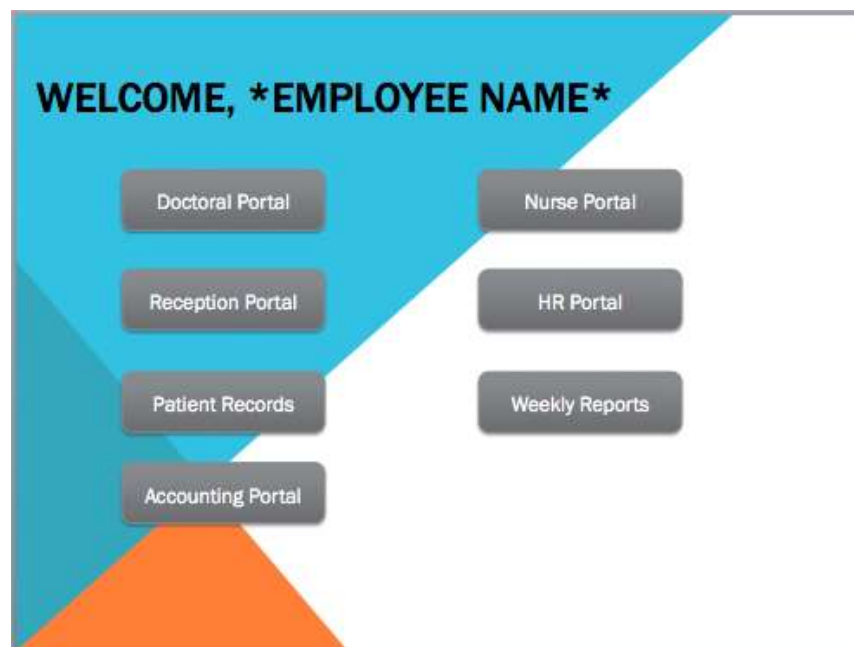 WELCOME, *EMPLOYEE NAME*
Doctoral Portal
Nurse Portal
Reception Portal
HR Portal
Patient Records
Weekly Reports
Accounting Portal